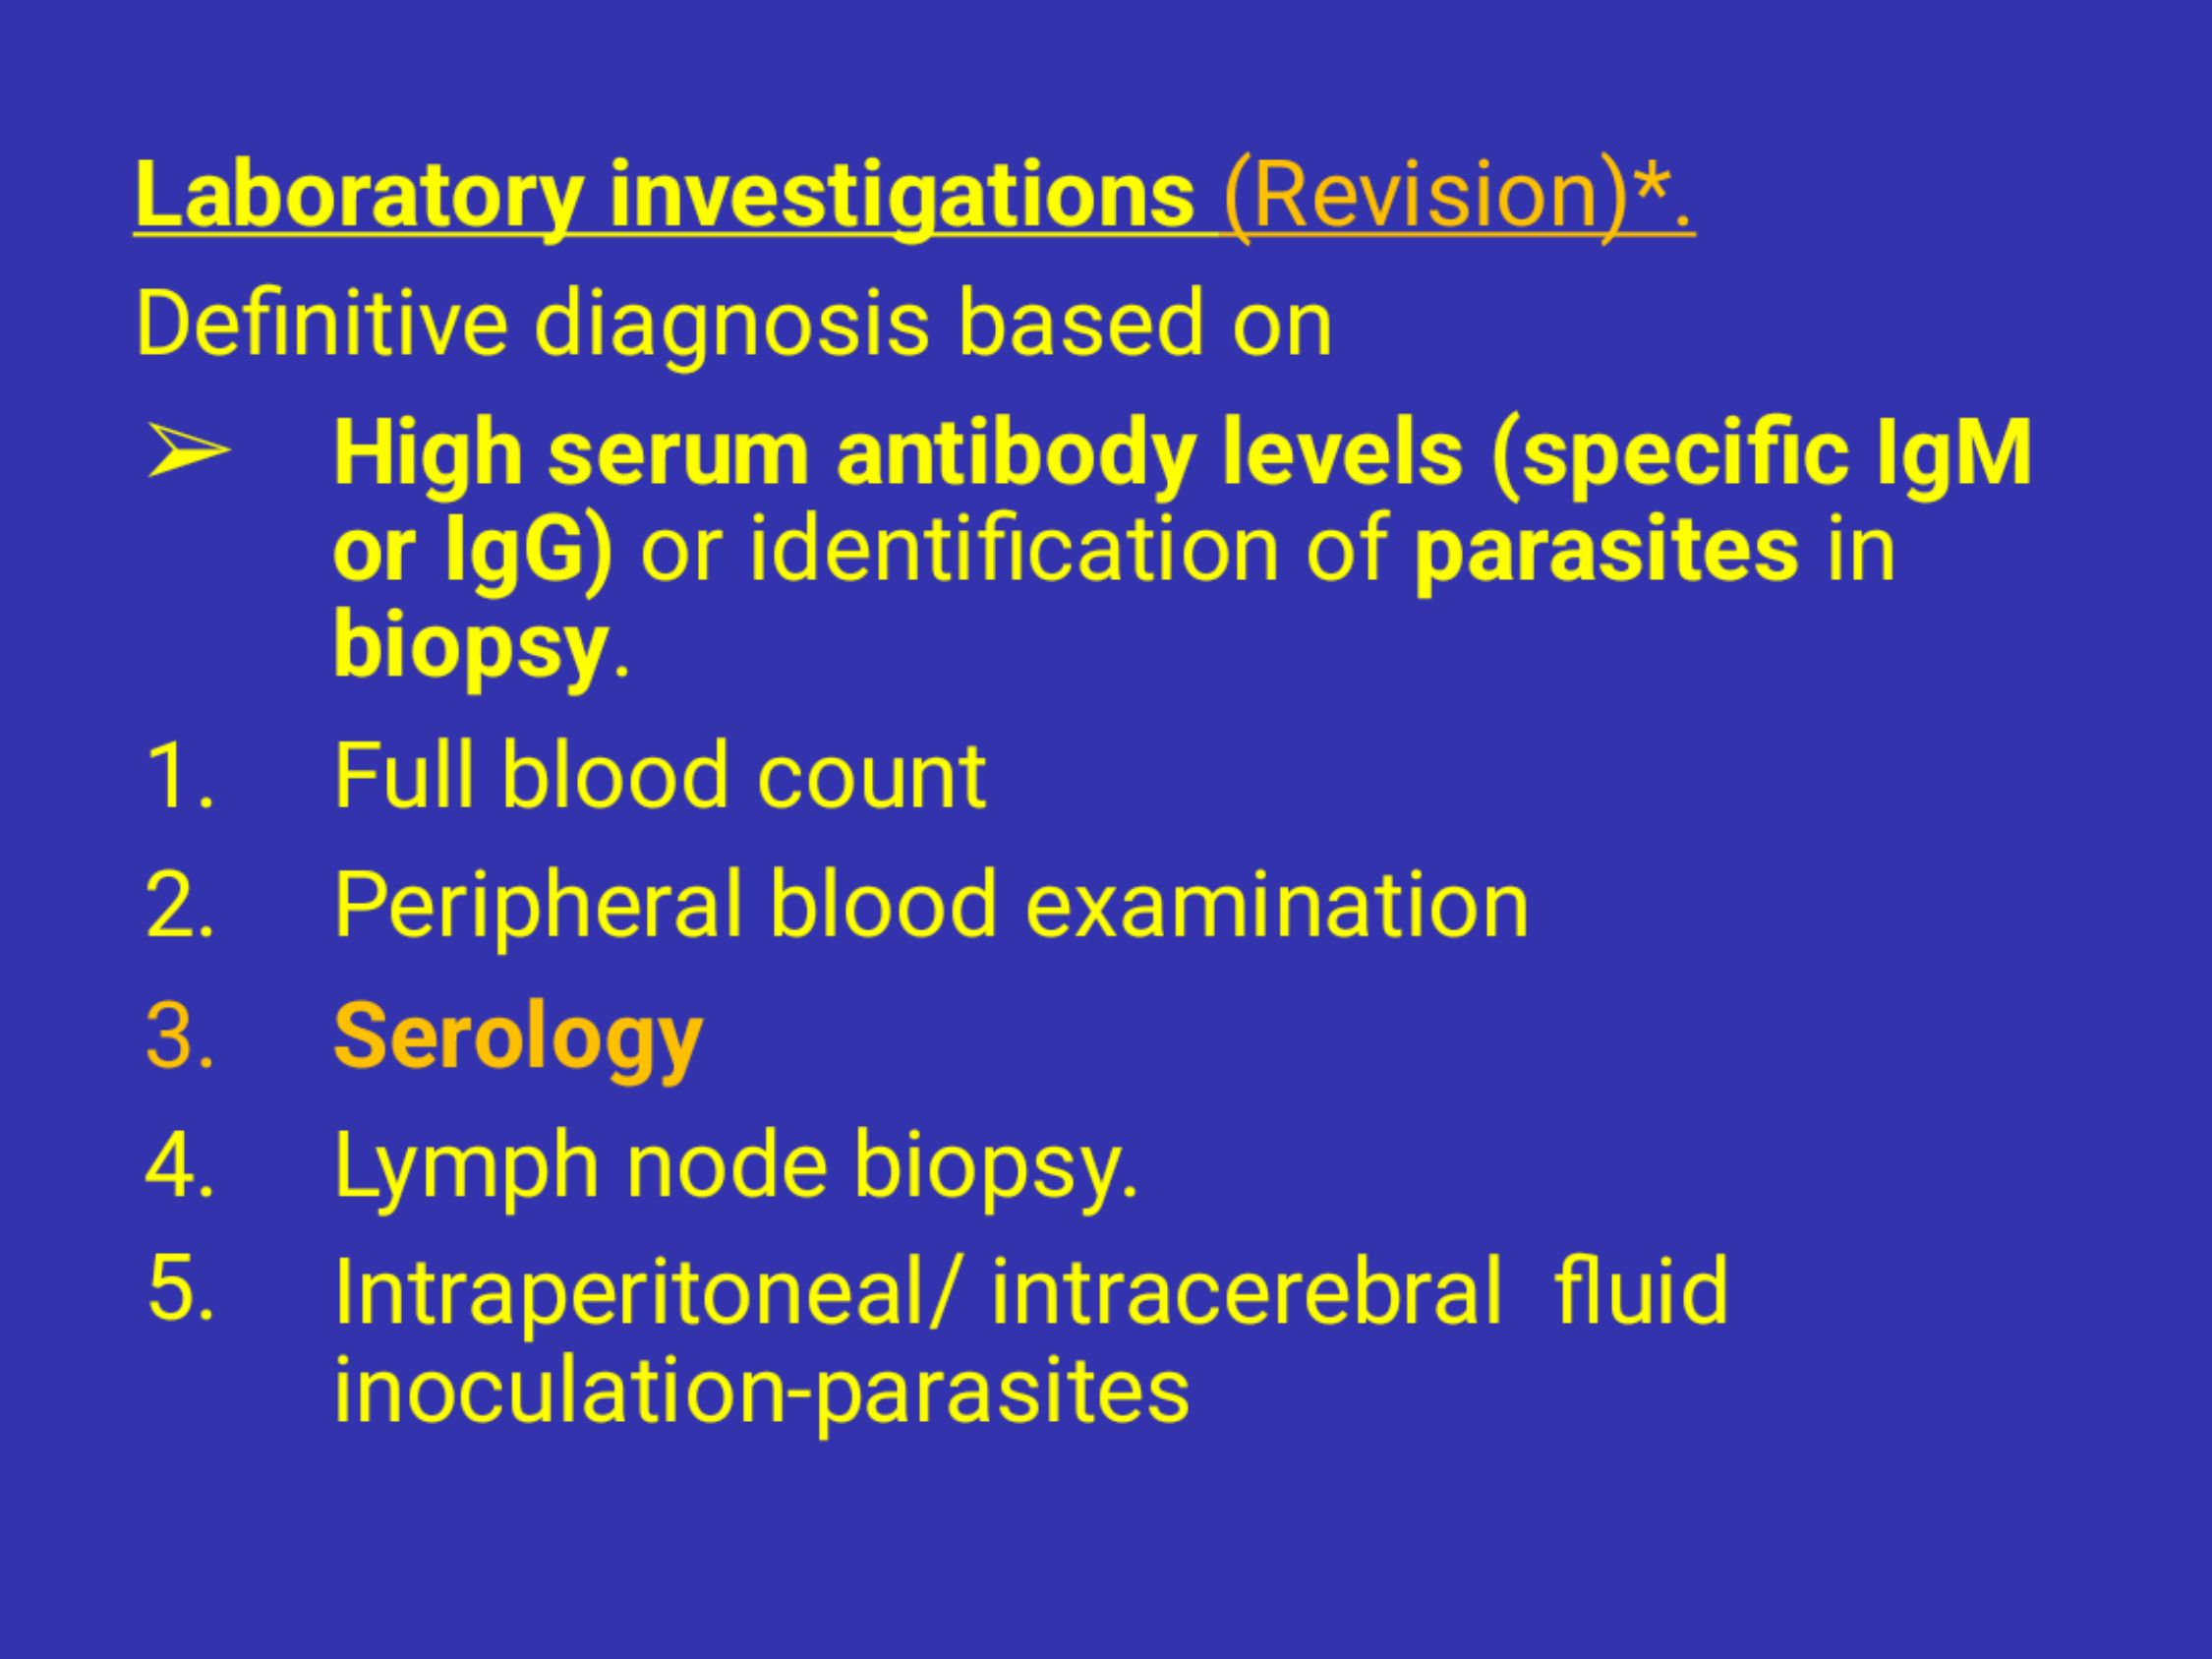 Laboratory investigations (Revision)*.
Definitive diagnosis based on
➢ High serum antibody levels (specific IgM
or IgG) or identification of parasites in
biopsy.
1. Full blood count
2. Peripheral blood examination
3. Serology
4. Lymph node biopsy.
5. Intraperitoneal/ intracerebral  fluid
inoculation-parasites